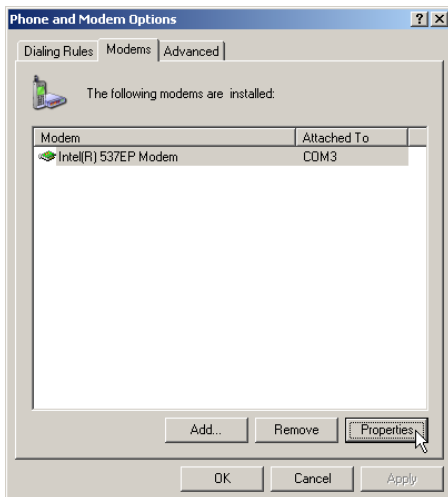 Phone and Modem Options
Dialing Rules Modems Advanced
The following modems are installed:
Modem Attached To
Intel(R) 537EP Modem COM3
Add... Remove Properties
OK Cancel Apply